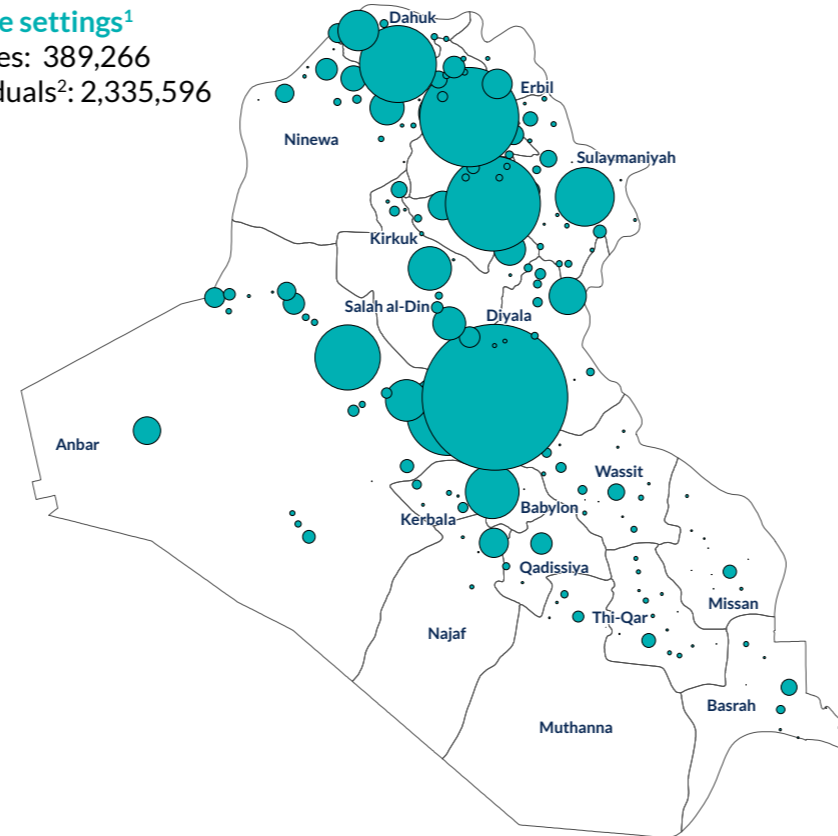 e settings1
es: 389,266
duals2: 2,335,596
Dahuk
Erbil
Ninewa
Sulaymaniyah
Kirkuk
Salah al-Din
Diyala
Anbar
Wassit
Kerbala
Babylon
Qadissiya
Missan
Thi-Qar
Najaf
Basrah
Muthanna